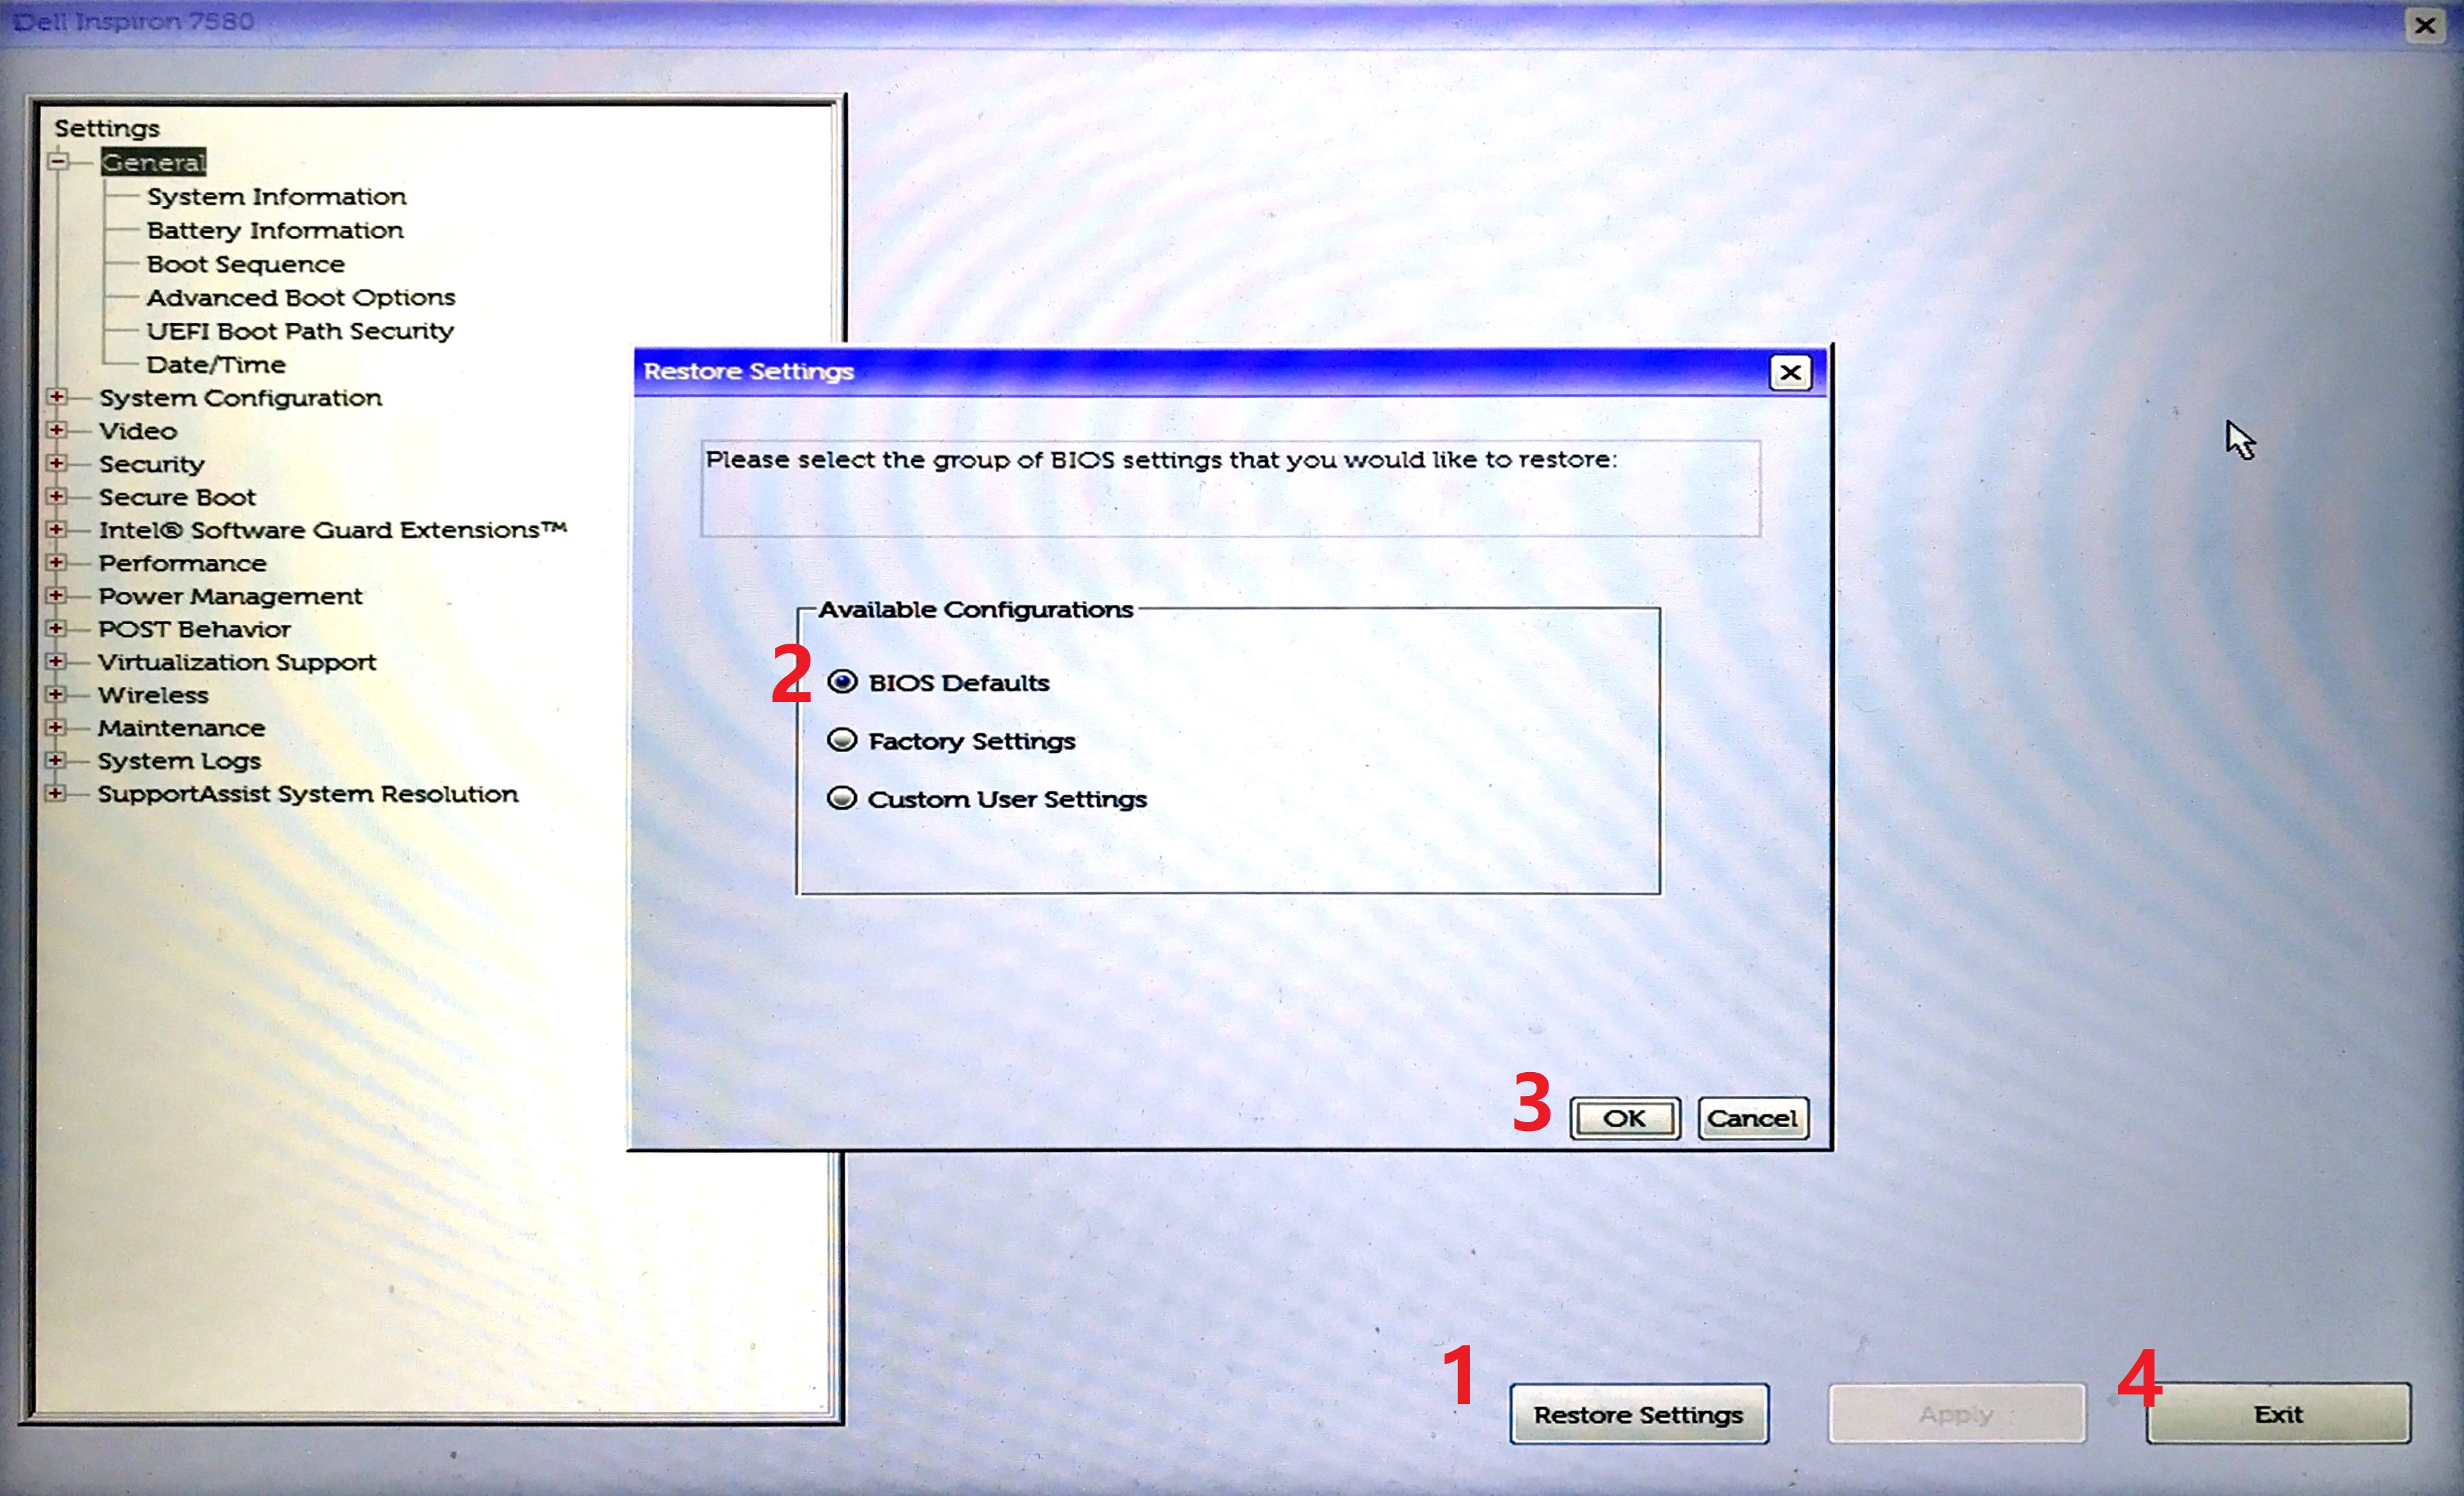 Dell Inspiron 7580
Settings
General
System Information
Battery Information
Boot Sequence
Advanced Boot Options
UEFI Boot Path Security
Date/Time
System Configuration
Video
Security
Secure Boot
Intel® Software Guard Extensions™
Performance
Power Management
POST Behavior
Virtualization Support
Wireless
Maintenance
System Logs
SupportAssist System Resolution
Restore Settings
Please select the group of BIOS settings that you would like to restore:
Available Configurations
2 BIOS Defaults
Factory Settings
Custom User Settings
3 OK Cancel
1 Restore Settings Apply 4 Exit